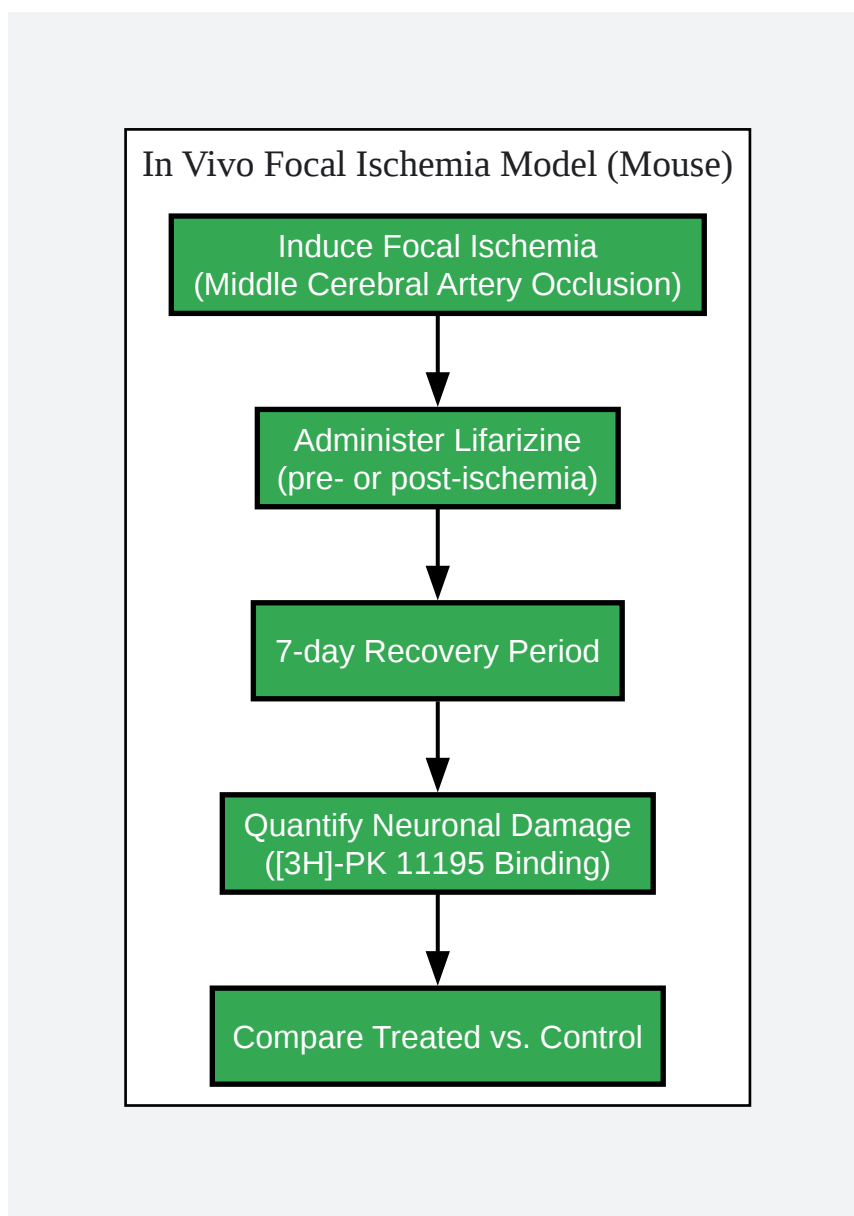 In Vivo Focal Ischemia Model (Mouse)
Induce Focal Ischemia
(Middle Cerebral Artery Occlusion)
Administer Lifarizine
(pre- or post-ischemia)
7-day Recovery Period
Quantify Neuronal Damage
([3H]-PK 11195 Binding)
Compare Treated vs. Control